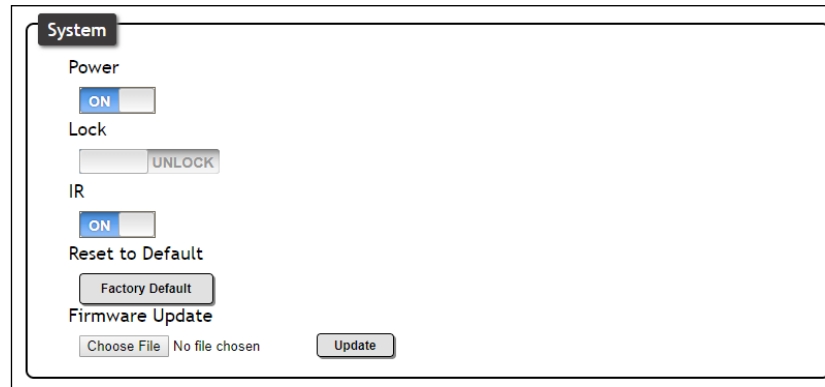 System
Power
ON
Lock
UNLOCK
IR
ON
Reset to Default
Factory Default
Firmware Update
Choose File No file chosen Update